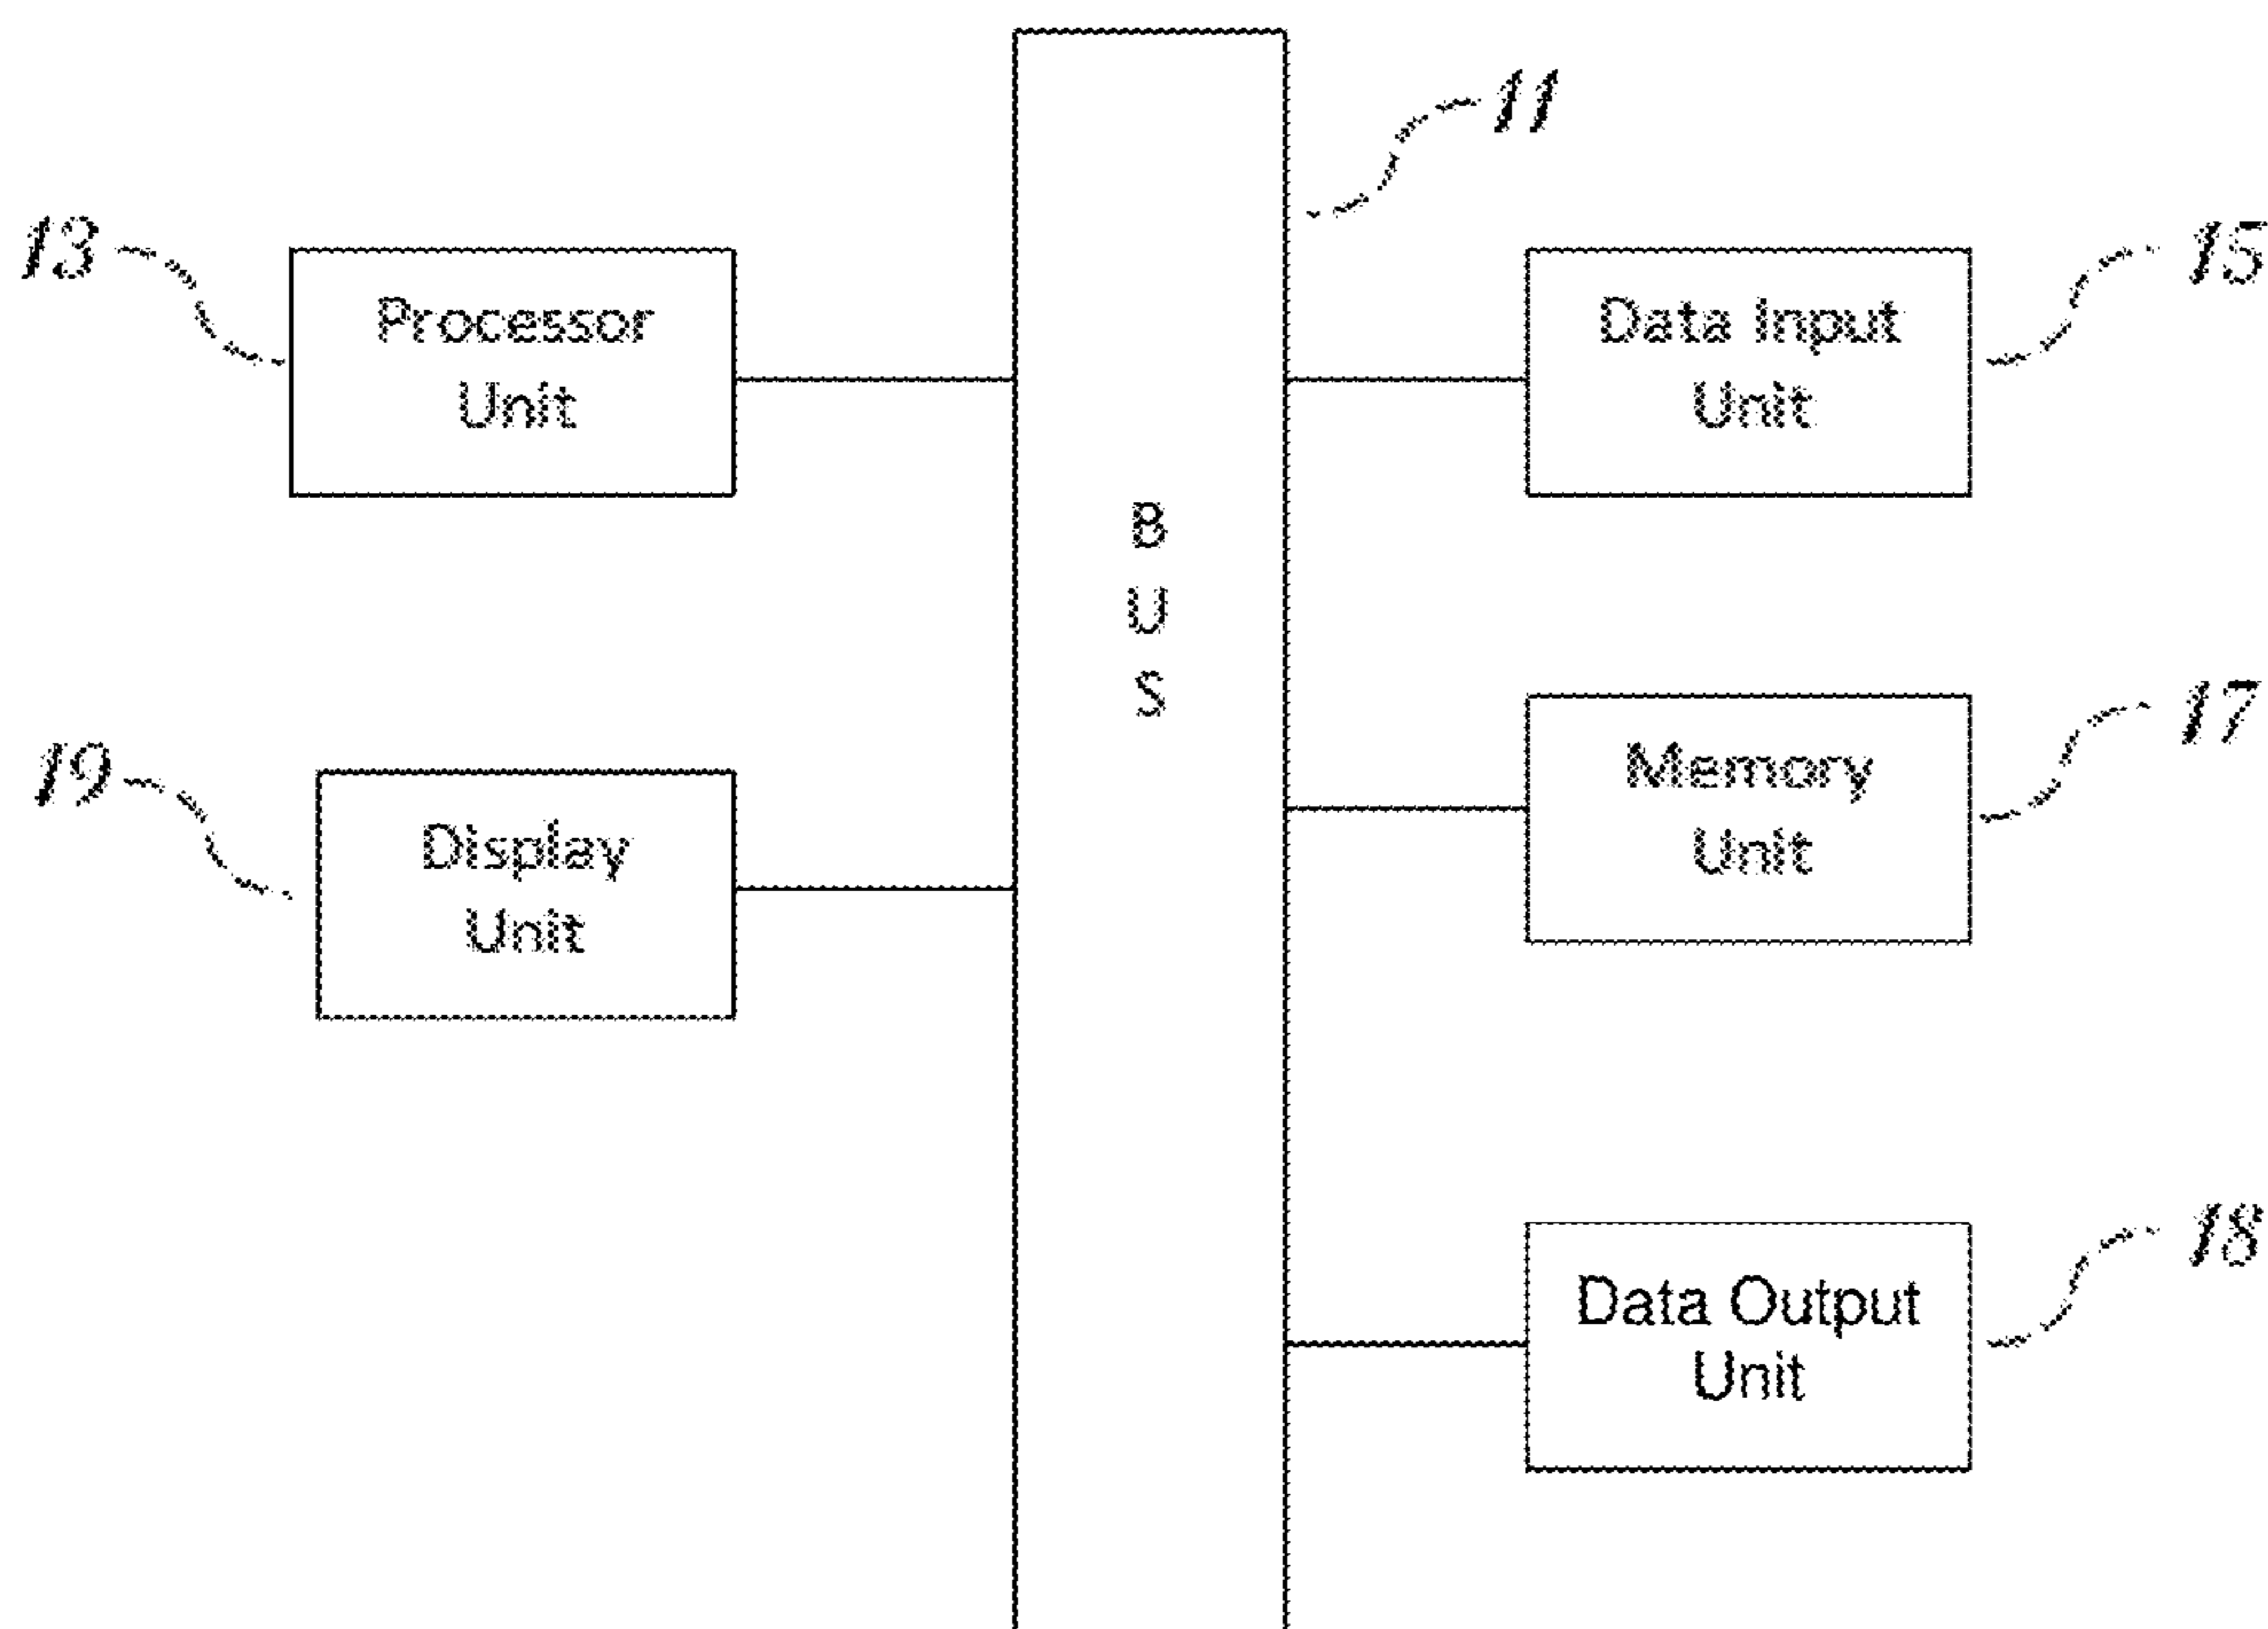 11
13
Processor
Unit
15
Data Input
Unit
B
U
S
17
Memory
Unit
19
Display
Unit
18
Data Output
Unit